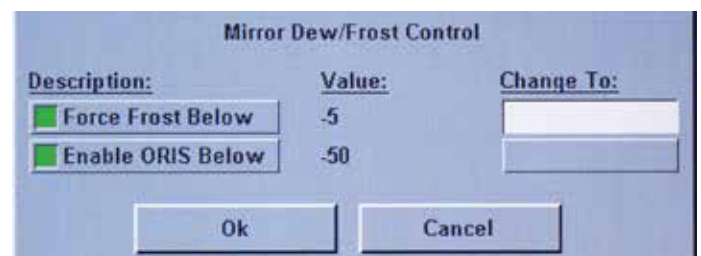 Mirror Dew/Frost Control
Description: Value: Change To:
Force Frost Below -5
Enable ORIS Below -50
Ok Cancel